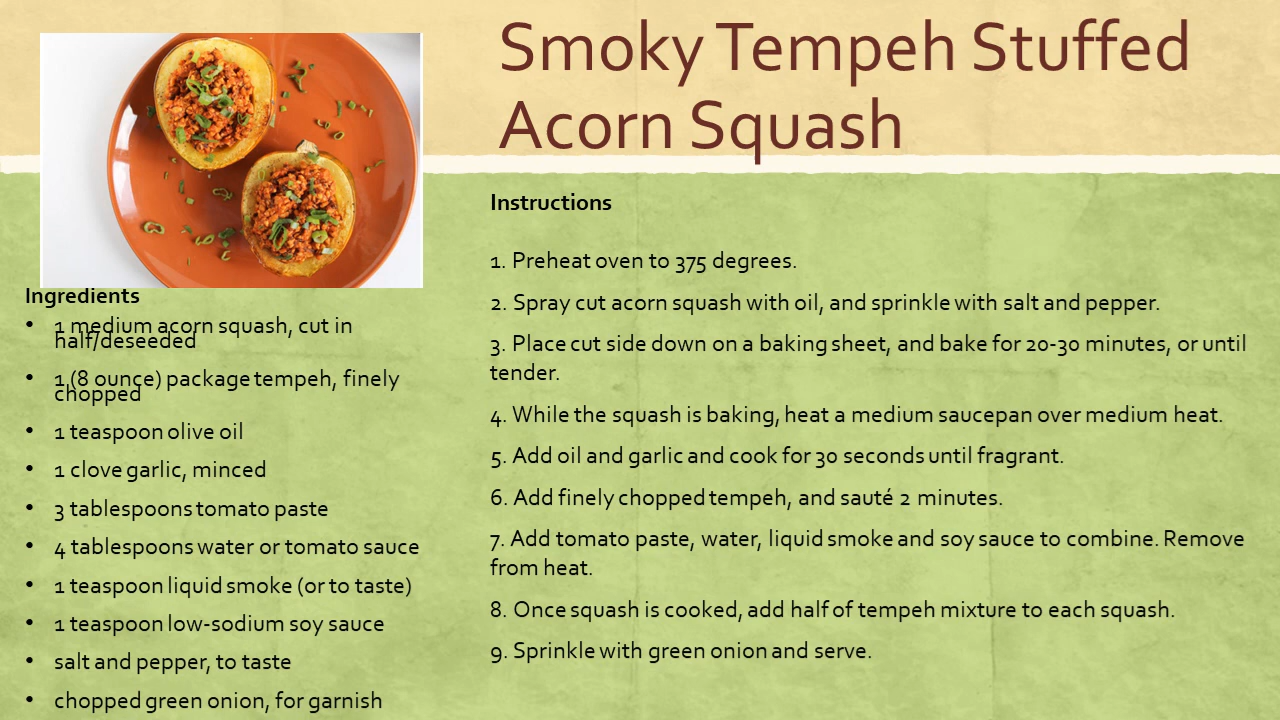 Smoky Tempeh Stuffed
Acorn Squash
Ingredients
• 1 medium acorn squash, cut in
half/deseeded
• 1 (8 ounce) package tempeh, finely
chopped
• 1 teaspoon olive oil
• 1 clove garlic, minced
• 3 tablespoons tomato paste
• 4 tablespoons water or tomato sauce
• 1 teaspoon liquid smoke (or to taste)
• 1 teaspoon low-sodium soy sauce
• salt and pepper, to taste
• chopped green onion, for garnish
Instructions
1. Preheat oven to 375 degrees.
2. Spray cut acorn squash with oil, and sprinkle with salt and pepper.
3. Place cut side down on a baking sheet, and bake for 20-30 minutes, or until
tender.
4. While the squash is baking, heat a medium saucepan over medium heat.
5. Add oil and garlic and cook for 30 seconds until fragrant.
6. Add finely chopped tempeh, and sauté 2 minutes.
7. Add tomato paste, water, liquid smoke and soy sauce to combine. Remove
from heat.
8. Once squash is cooked, add half of tempeh mixture to each squash.
9. Sprinkle with green onion and serve.